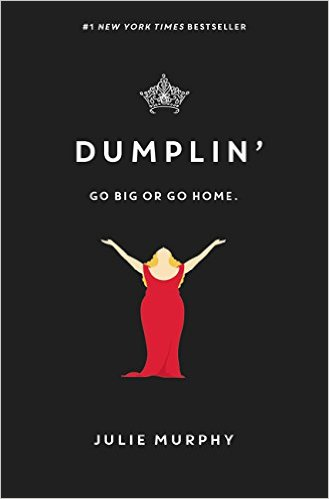 #1 NEW YORK TIMES BESTSELLER
DUMPLIN’
GO BIG OR GO HOME.
JULIE MURPHY